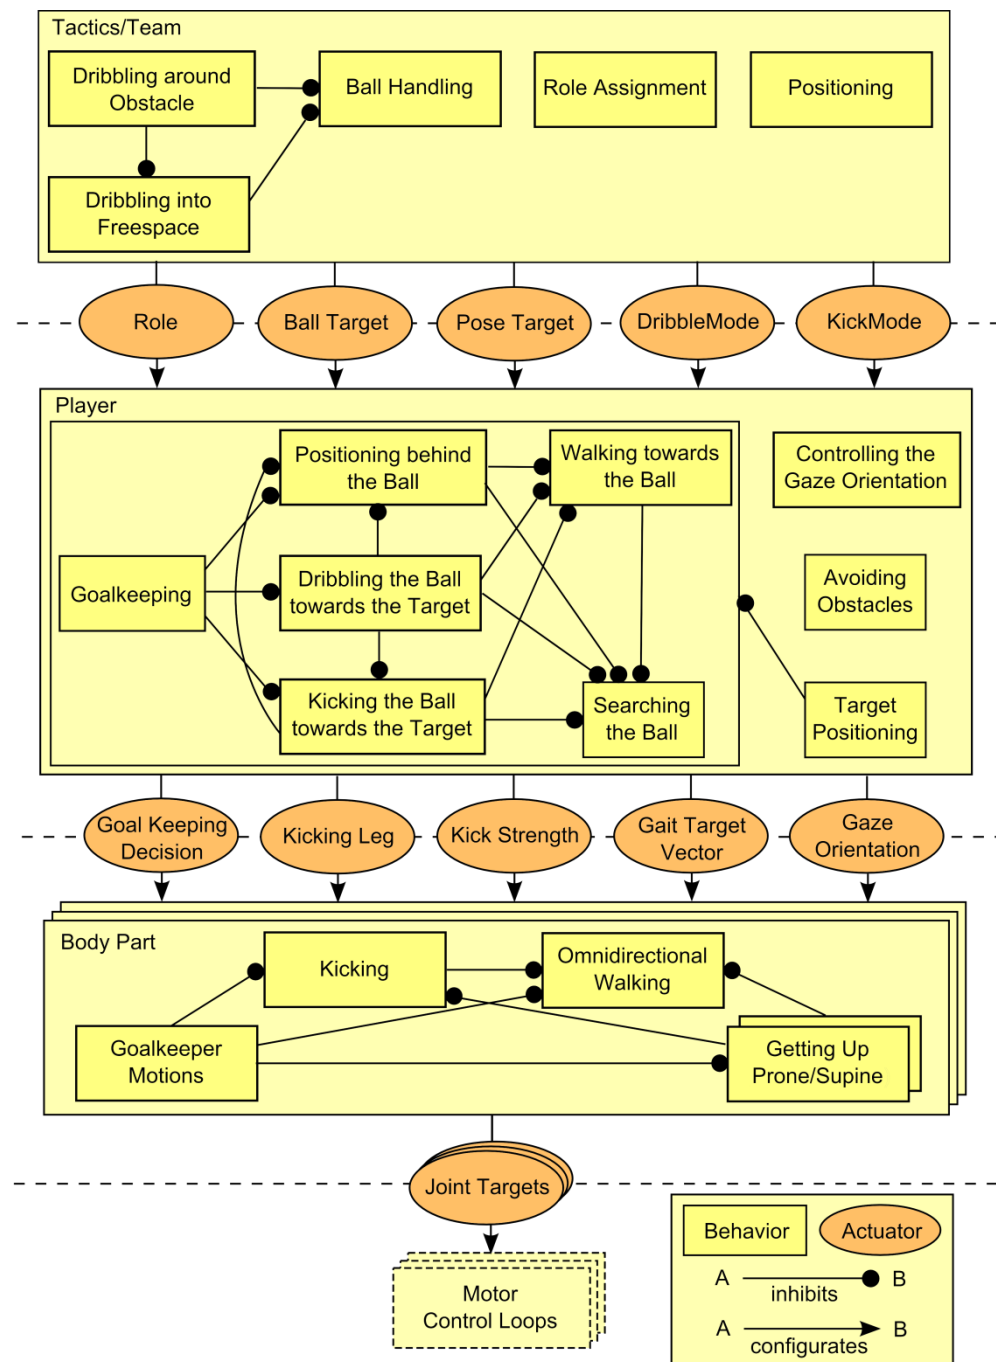 Tactics/Team
Dribbling around
Obstacle
Ball Handling
Role Assignment
Positioning
Dribbling into
Freespace
Role
Ball Target
Pose Target
DribbleMode
KickMode
Player
Positioning behind
the Ball
Walking towards
the Ball
Controlling the
Gaze Orientation
Goalkeeping
Dribbling the Ball
towards the Target
Avoiding
Obstacles
Kicking the Ball
towards the Target
Searching
the Ball
Target
Positioning
Goal Keeping
Decision
Kicking Leg
Kick Strength
Gait Target
Vector
Gaze
Orientation
Body Part
Kicking
Omnidirectional
Walking
Goalkeeper
Motions
Getting Up
Prone/Supine
Joint Targets
Motor
Control Loops
Behavior
Actuator
A inhibits B
A configurates B